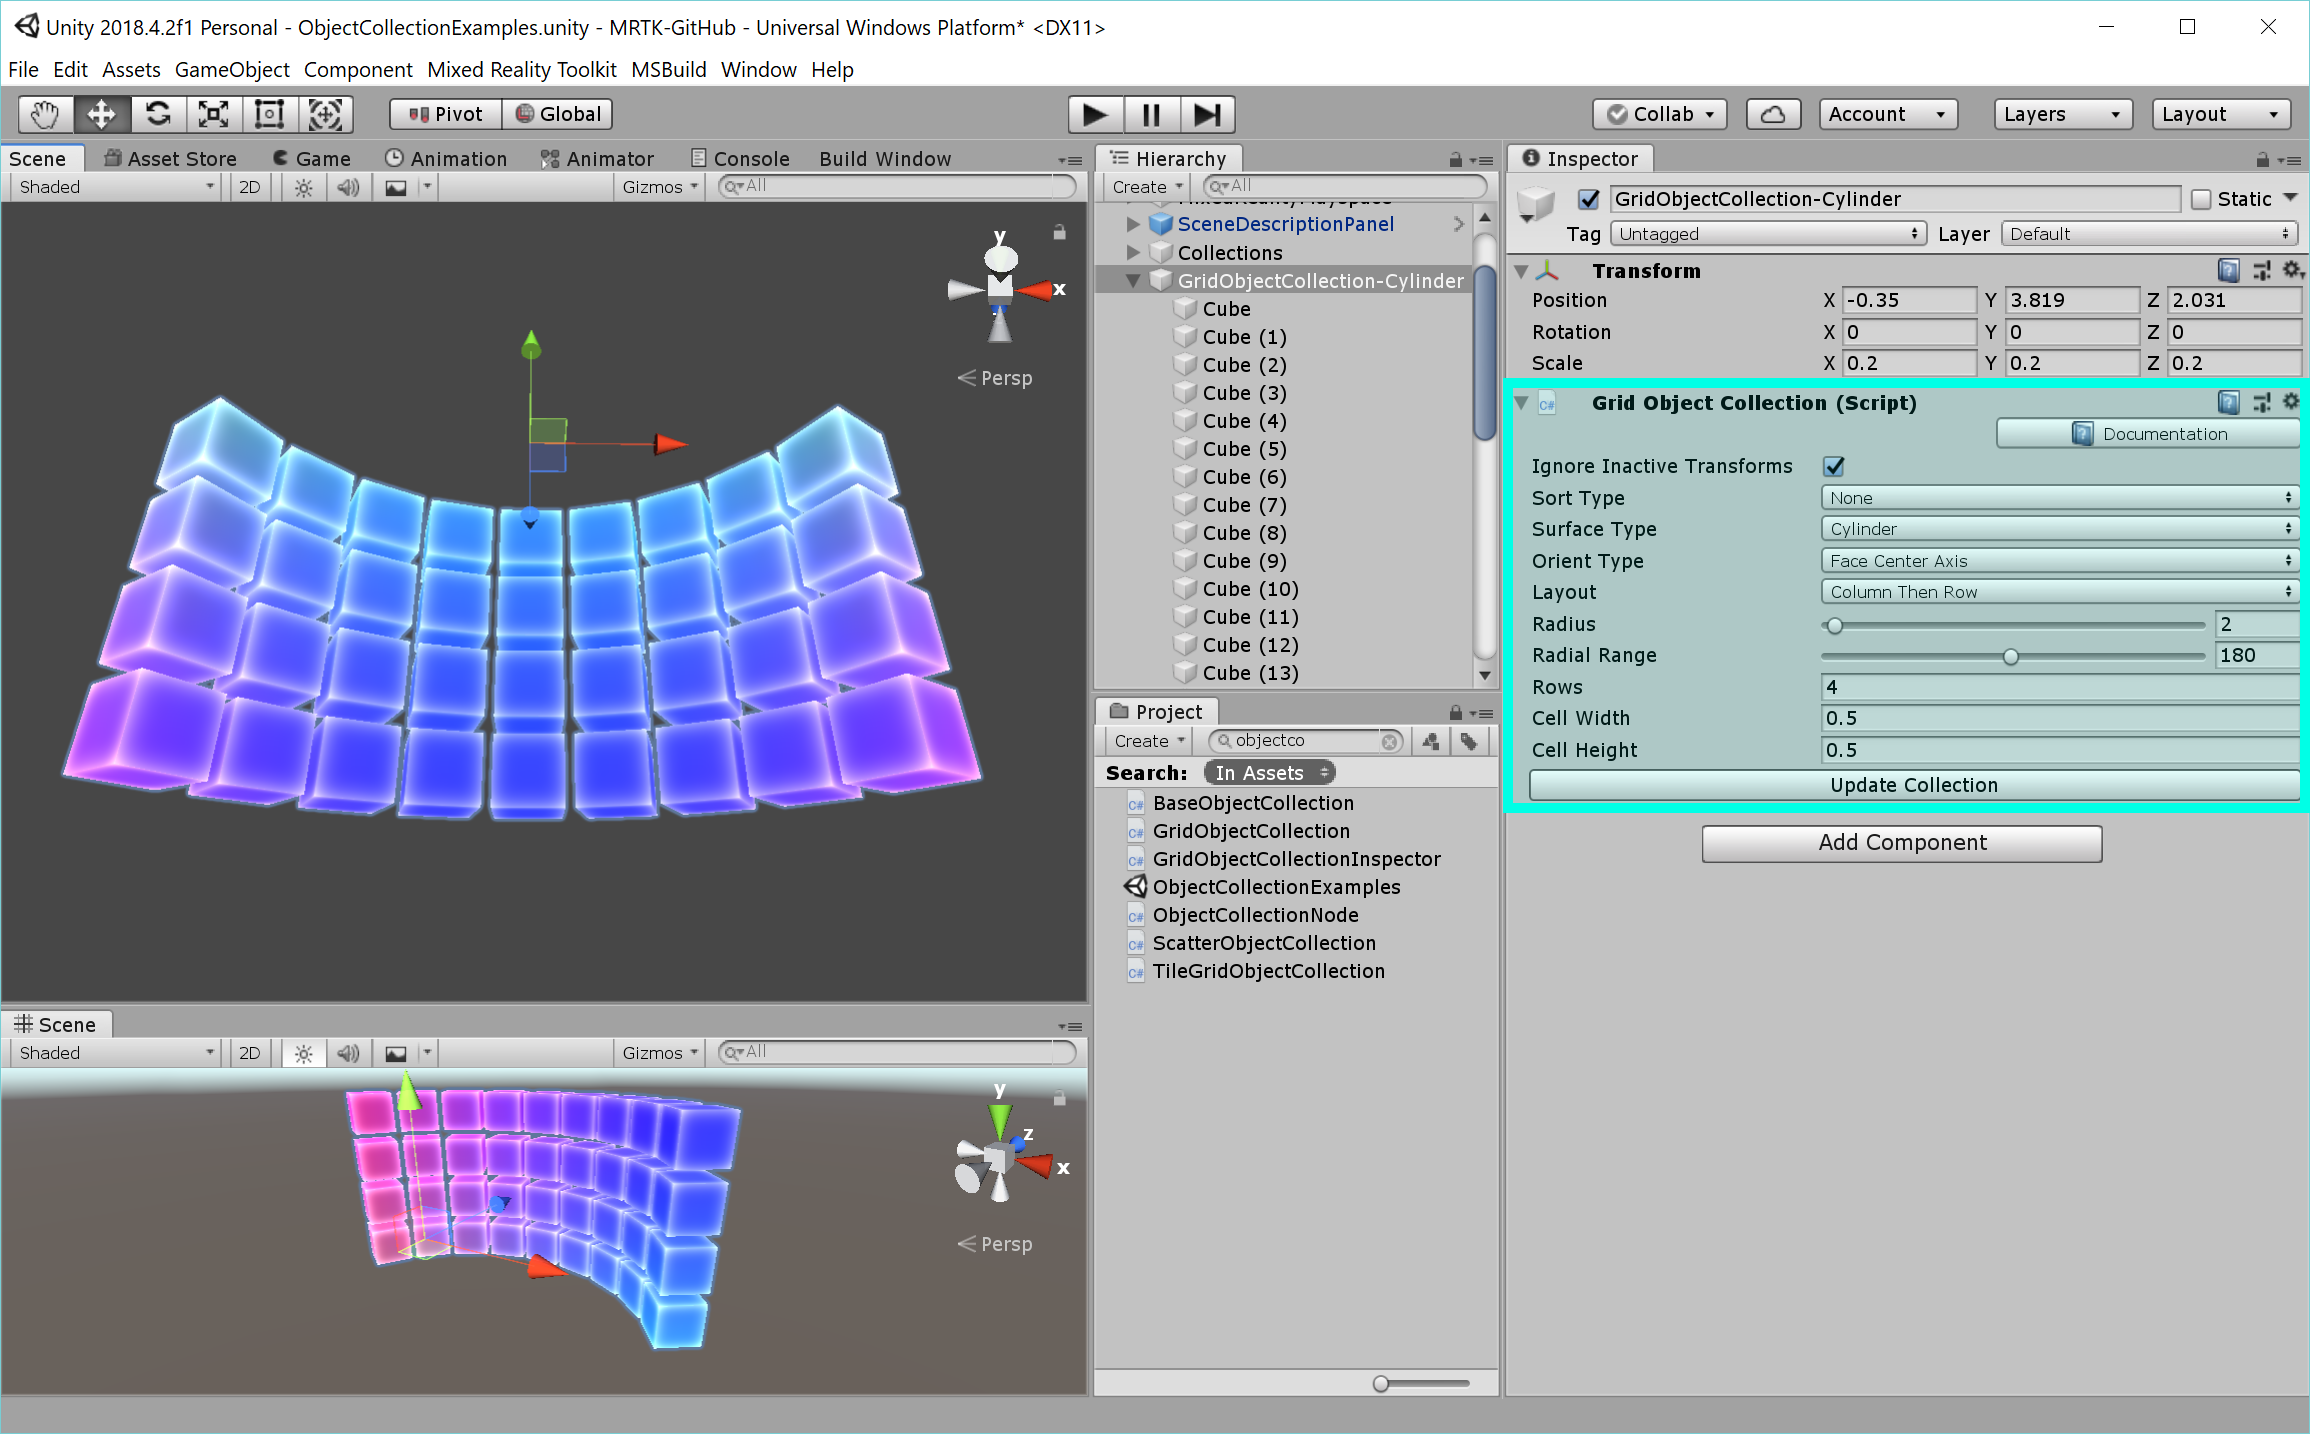 Unity 2018.4.2f1 Personal - ObjectCollectionExamples.unity - MRTK-GitHub - Universal Windows Platform* <DX11>
File Edit Assets GameObject Component Mixed Reality Toolkit MSBuild Window Help
Pivot Global Collab Account Layers Layout
Scene Asset Store Game Animation Animator Console Build Window
Shaded 2D Gizmos All
y
x
Persp
Scene
Shaded 2D Gizmos All
y
z
x
Persp
Hierarchy
Create All
MixedRealityPlayspace
SceneDescriptionPanel
Collections
GridObjectCollection-Cylinder
Cube
Cube (1)
Cube (2)
Cube (3)
Cube (4)
Cube (5)
Cube (6)
Cube (7)
Cube (8)
Cube (9)
Cube (10)
Cube (11)
Cube (12)
Cube (13)
Project
Create objectco
Search: In Assets
C# BaseObjectCollection
C# GridObjectCollection
C# GridObjectCollectionInspector
ObjectCollectionExamples
C# ObjectCollectionNode
C# ScatterObjectCollection
C# TileGridObjectCollection
Inspector
GridObjectCollection-Cylinder Static
Tag Untagged Layer Default
Transform
Position X -0.35 Y 3.819 Z 2.031
Rotation X 0 Y 0 Z 0
Scale X 0.2 Y 0.2 Z 0.2
C# Grid Object Collection (Script)
Documentation
Ignore Inactive Transforms
Sort Type None
Surface Type Cylinder
Orient Type Face Center Axis
Layout Column Then Row
Radius 2
Radial Range 180
Rows 4
Cell Width 0.5
Cell Height 0.5
Update Collection
Add Component